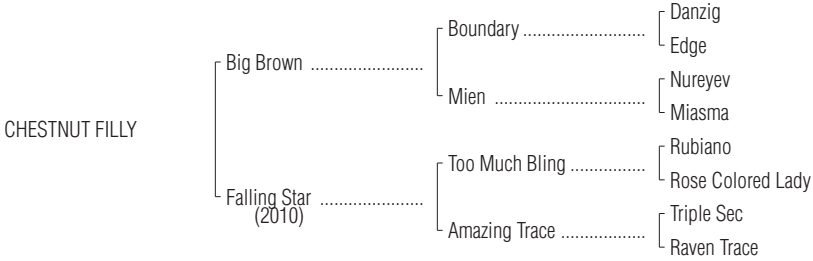 Danzig
Boundary ..............................
Edge
Big Brown ............................
Nureyev
Mien .....................................
Miasma
CHESTNUT FILLY
Rubiano
Too Much Bling ..................
Rose Colored Lady
Falling Star .........................
(2010)
Triple Sec
Amazing Trace ....................
Raven Trace